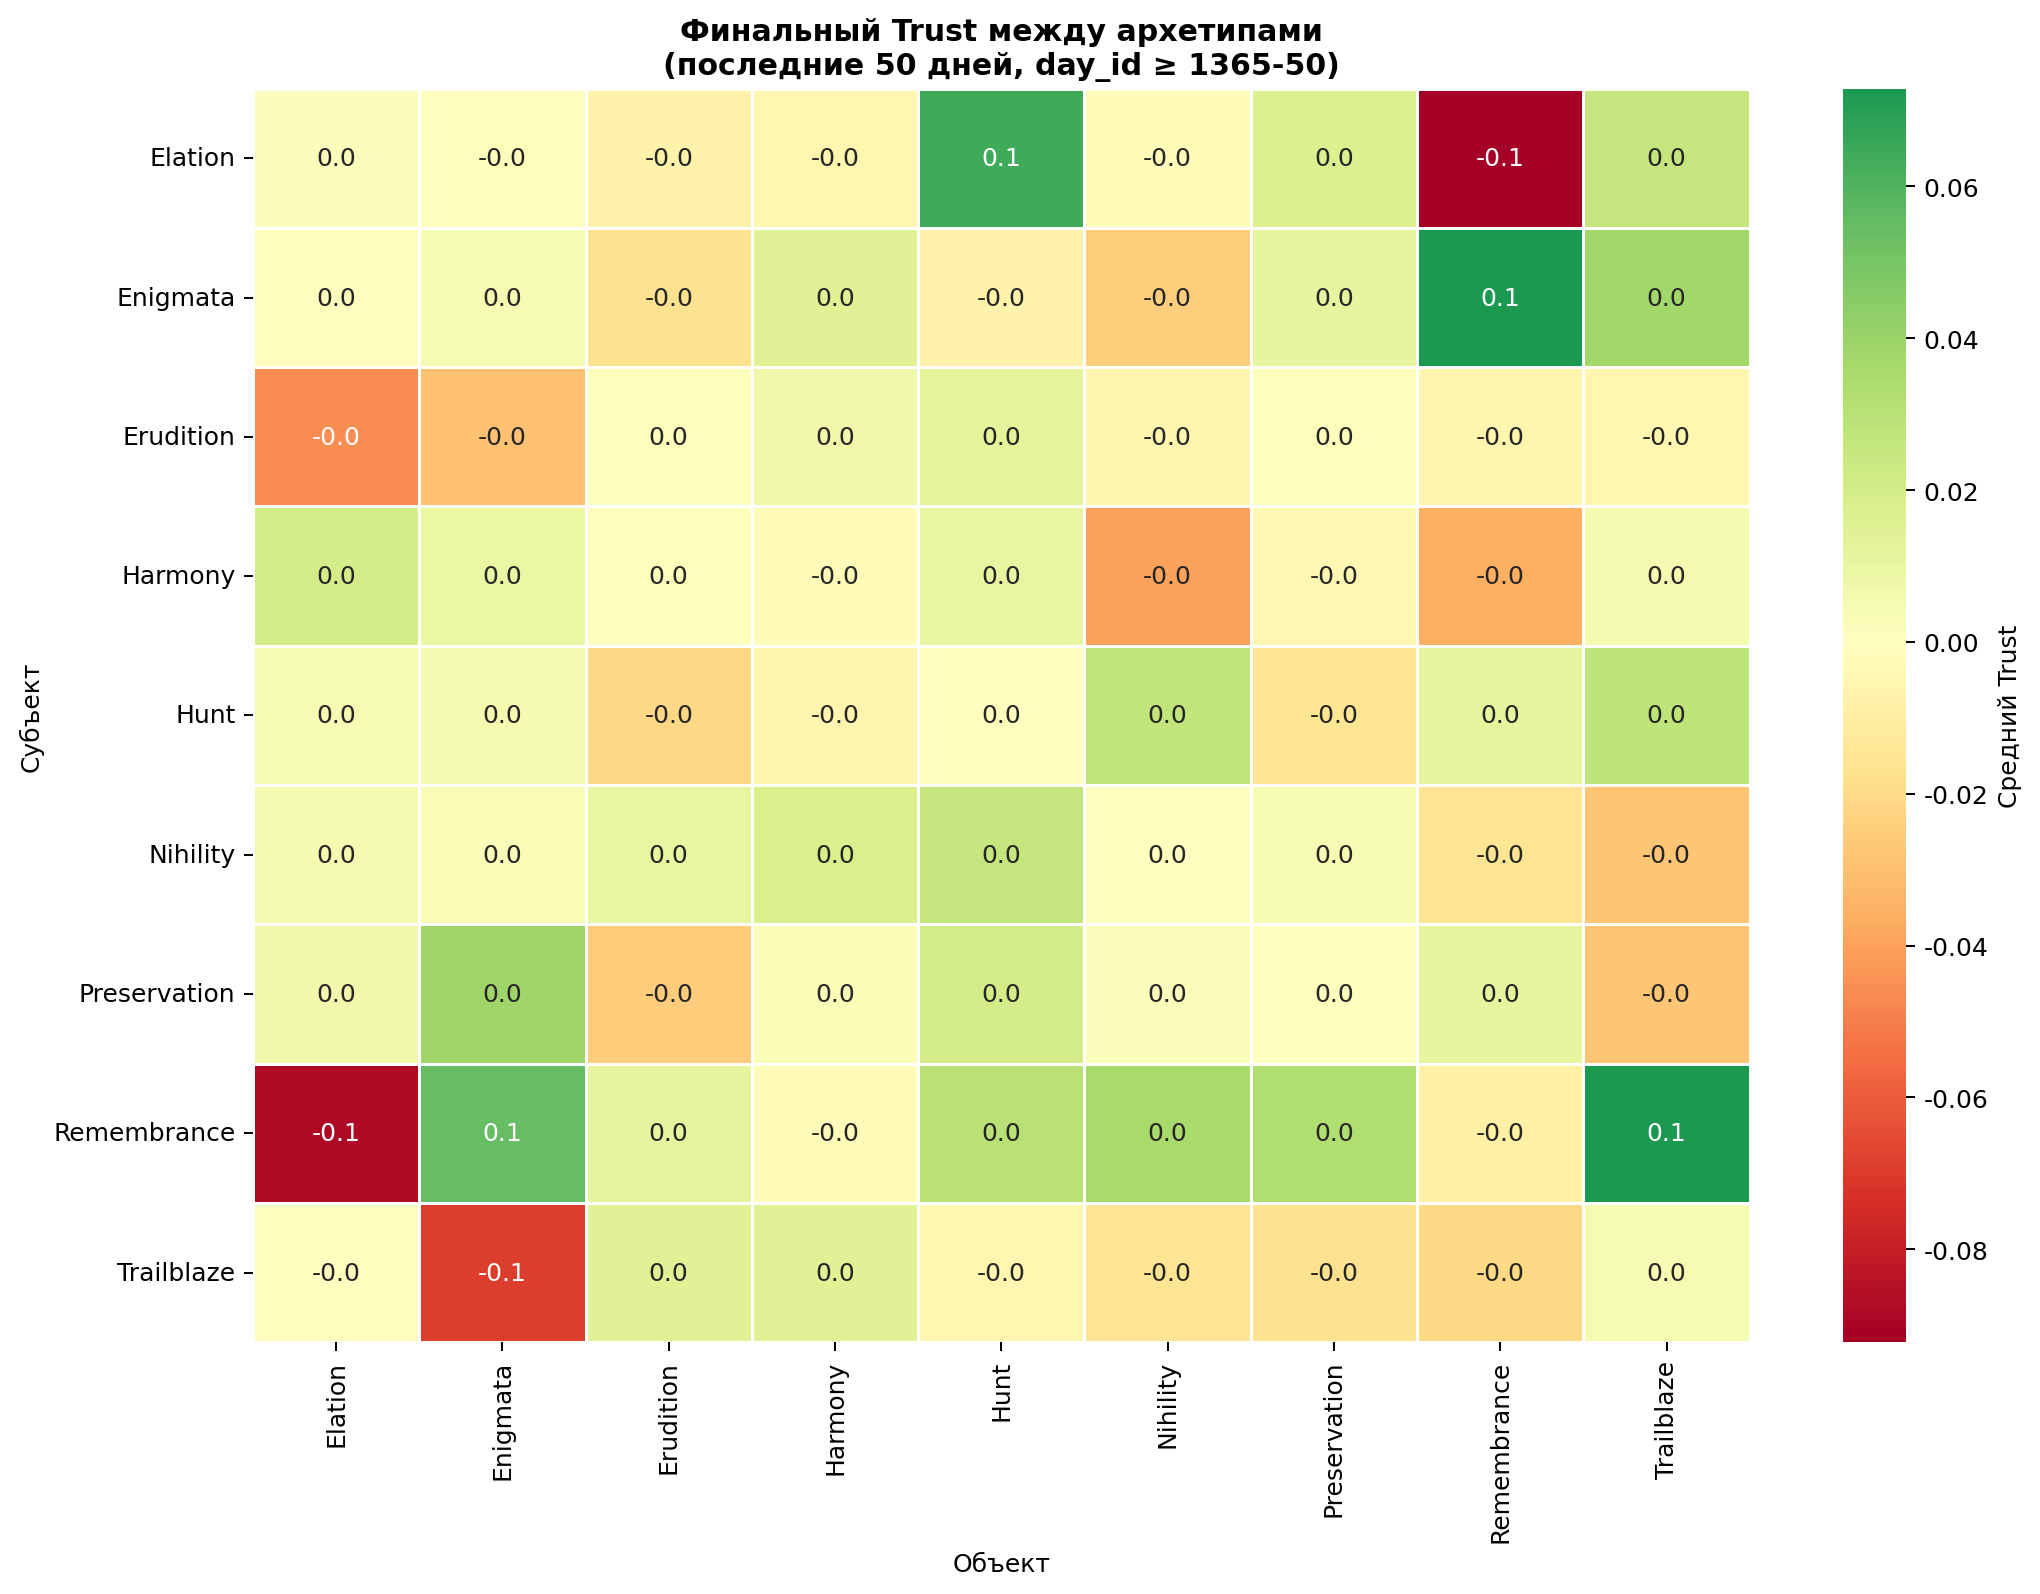 Финальный Trust между архетипами
(последние 50 дней, day_id ≥ 1365-50)
Elation 0.0 -0.0 -0.0 -0.0 0.1 -0.0 0.0 -0.1 0.0
Enigmata 0.0 0.0 -0.0 0.0 -0.0 -0.0 0.0 0.1 0.0
Erudition -0.0 -0.0 0.0 0.0 0.0 -0.0 0.0 -0.0 -0.0
Harmony 0.0 0.0 0.0 -0.0 0.0 -0.0 -0.0 -0.0 0.0
Hunt 0.0 0.0 -0.0 -0.0 0.0 0.0 -0.0 0.0 0.0
Nihility 0.0 0.0 0.0 0.0 0.0 0.0 0.0 -0.0 -0.0
Preservation 0.0 0.0 -0.0 0.0 0.0 0.0 0.0 0.0 -0.0
Remembrance -0.1 0.1 0.0 -0.0 0.0 0.0 0.0 -0.0 0.1
Trailblaze -0.0 -0.1 0.0 0.0 -0.0 -0.0 -0.0 -0.0 0.0
Elation Enigmata Erudition Harmony Hunt Nihility Preservation Remembrance Trailblaze
Объект
Субъект
0.06
0.04
0.02
0.00
-0.02
-0.04
-0.06
-0.08
Средний Trust